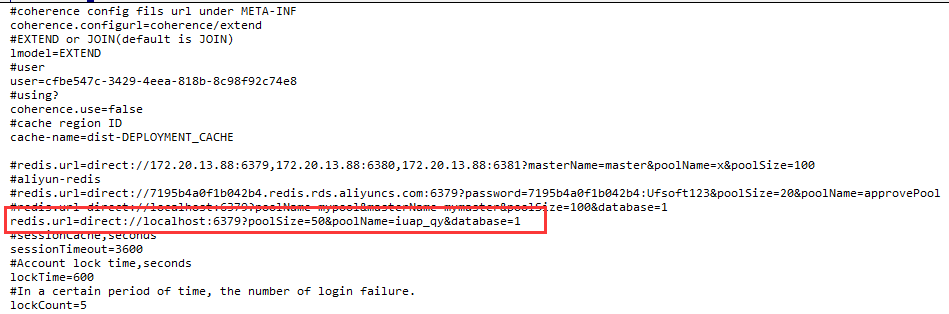 #coherence config fils url under META-INF
coherence.configurl=coherence/extend
#EXTEND or JOIN(default is JOIN)
lmodel=EXTEND
#user
user=cfbe547c-3429-4eea-818b-8c98f92c74e8
#using?
coherence.use=false
#cache region ID
cache-name=dist-DEPLOYMENT_CACHE
#redis.url=direct://172.20.13.88:6379,172.20.13.88:6380,172.20.13.88:6381?masterName=master&poolName=x&poolSize=100
#aliyun-redis
#redis.url=direct://7195b4a0f1b042b4.redis.rds.aliyuncs.com:6379?password=7195b4a0f1b042b4:Ufsoft123&poolSize=20&poolName=approvePool
#redis.url=direct://localhost:6379?poolName=mypool&masterName=mymaster&poolSize=100&database=1
redis.url=direct://localhost:6379?poolSize=50&poolName=iuap_qy&database=1
#sessionCache,seconds
sessionTimeout=3600
#Account lock time,seconds
lockTime=600
#In a certain period of time, the number of login failure.
lockCount=5